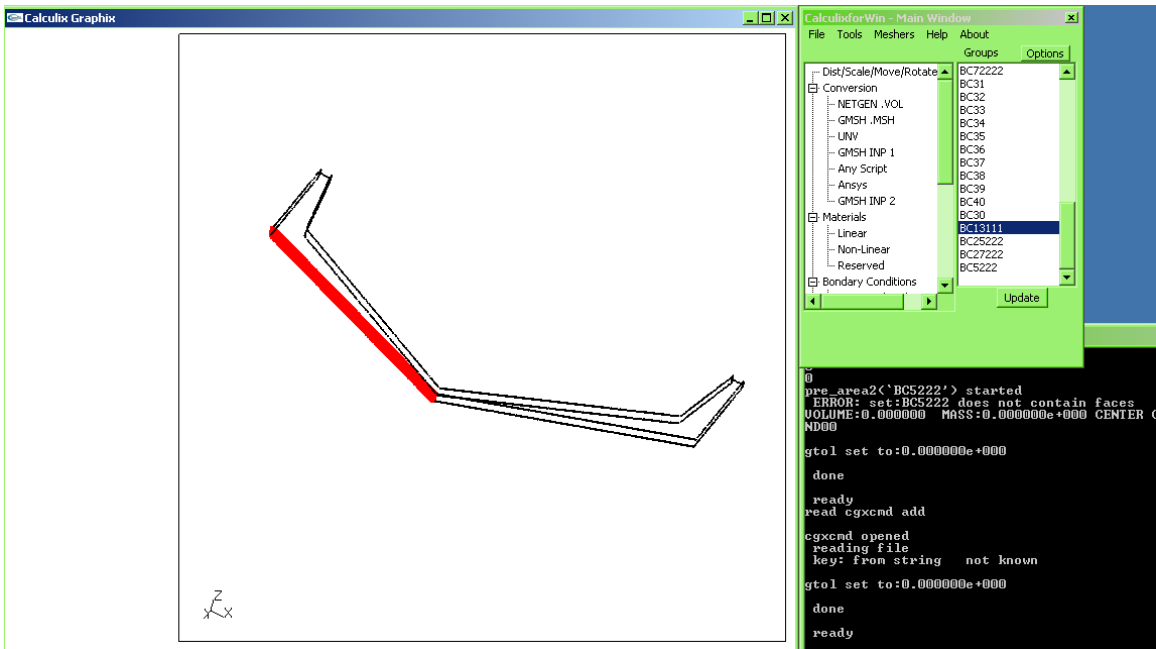 Calculix Graphix
Z
X
CalculixforWin - Main Window
File Tools Meshers Help About
Groups Options
Dist/Scale/Move/Rotate
Conversion
NETGEN .VOL
GMSH .MSH
UNV
GMSH INP 1
Any Script
Ansys
GMSH INP 2
Materials
Linear
Non-Linear
Reserved
Bondary Conditions
BC72222
BC31
BC32
BC33
BC34
BC35
BC36
BC37
BC38
BC39
BC40
BC30
BC13111
BC25222
BC27222
BC5222
Update
0
pre_area2(`BC5222') started
ERROR: set:BC5222 does not contain faces
VOLUME:0.000000 MASS:0.000000e+000 CENTER
ND00
gtol set to:0.000000e+000
done
ready
read cgxcmd add
cgxcmd opened
reading file
key: from string not known
gtol set to:0.000000e+000
done
ready